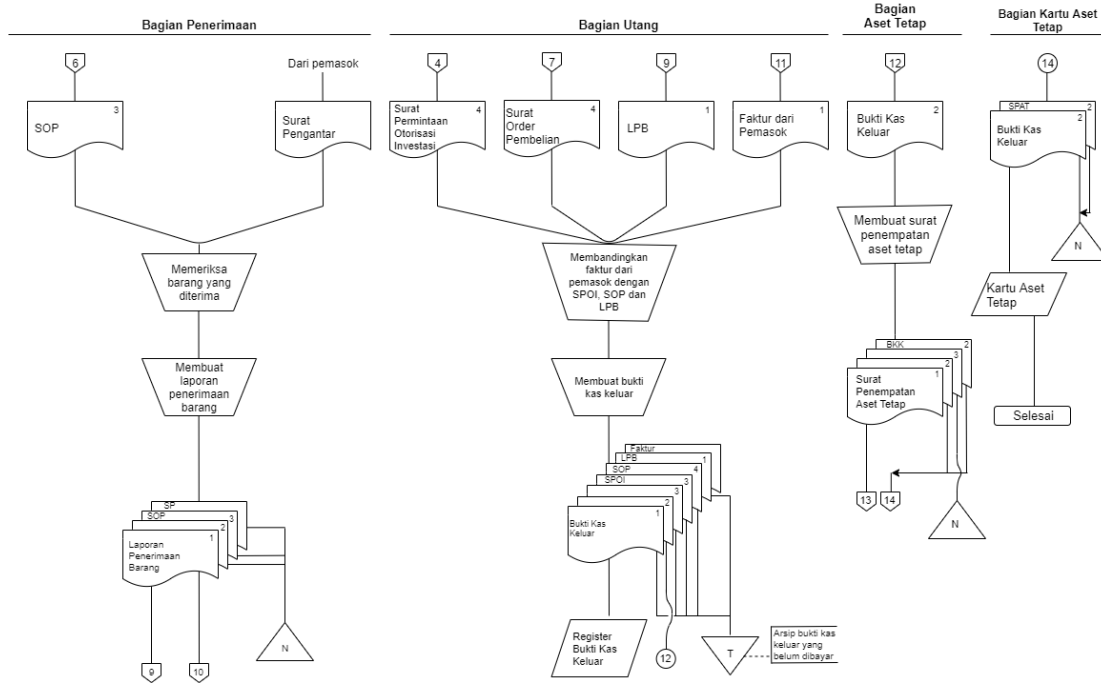 Bagian Penerimaan
6
Dari pemasok
3
SOP
Surat
Pengantar
Memeriksa
barang yang
diterima
Membuat
laporan
penerimaan
barang
SP
SOP
3
2
1
Laporan
Penerimaan
Barang
N
9
10
Bagian Utang
4
7
9
11
Surat
Permintaan
Otorisasi
Investasi
4
Surat
Order
Pembelian
4
LPB
1
Faktur dari
Pemasok
1
Membandingkan
faktur dari
pemasok dengan
SPOI, SOP dan
LPB
Membuat bukti
kas keluar
Faktur
LPB
1
SOP
4
SPOI
3
3
2
1
Bukti Kas
Keluar
Register
Bukti Kas
Keluar
12
T
Arsip bukti kas
keluar yang
belum dibayar
Bagian
Aset Tetap
12
2
Bukti Kas
Keluar
Membuat surat
penempatan
aset tetap
BKK
2
3
2
1
Surat
Penempatan
Aset Tetap
13
14
N
Bagian Kartu Aset
Tetap
14
SPAT
2
2
Bukti Kas
Keluar
N
Kartu Aset
Tetap
Selesai